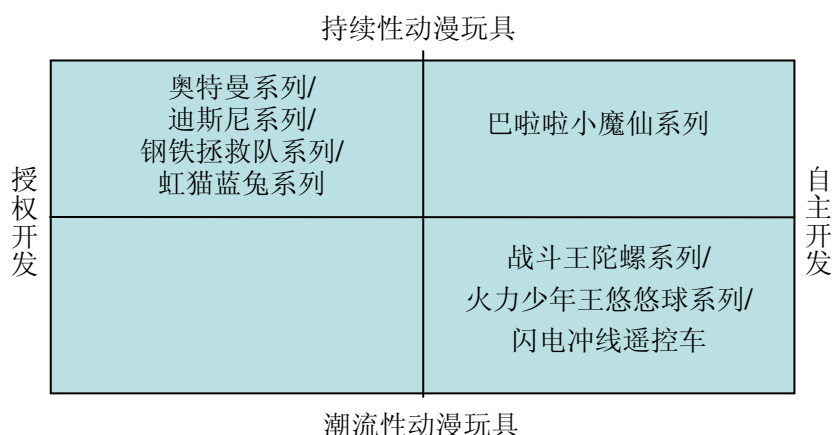 持续性动漫玩具
奥特曼系列/
迪斯尼系列/
钢铁拯救队系列/
虹猫蓝兔系列
巴啦啦小魔仙系列
授权开发
自主开发
战斗王陀螺系列/
火力少年王悠悠球系列/
闪电冲线遥控车
潮流性动漫玩具